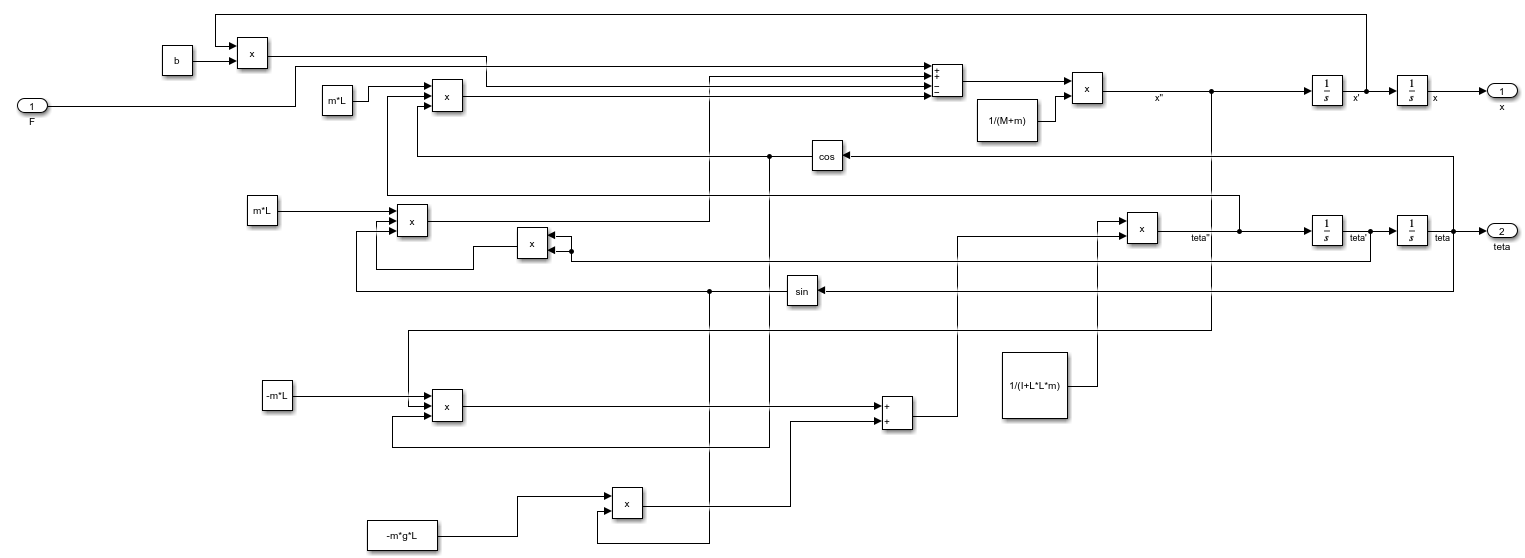 b
x
1
F
m*L
x
+
+
−
−
x
1/(M+m)
x''
1
s
x'
1
s
x
1
x
cos
m*L
x
x
x
teta''
1
s
teta'
1
s
teta
2
teta
sin
-m*L
x
+
+
1/(I+L*L*m)
x
-m*g*L